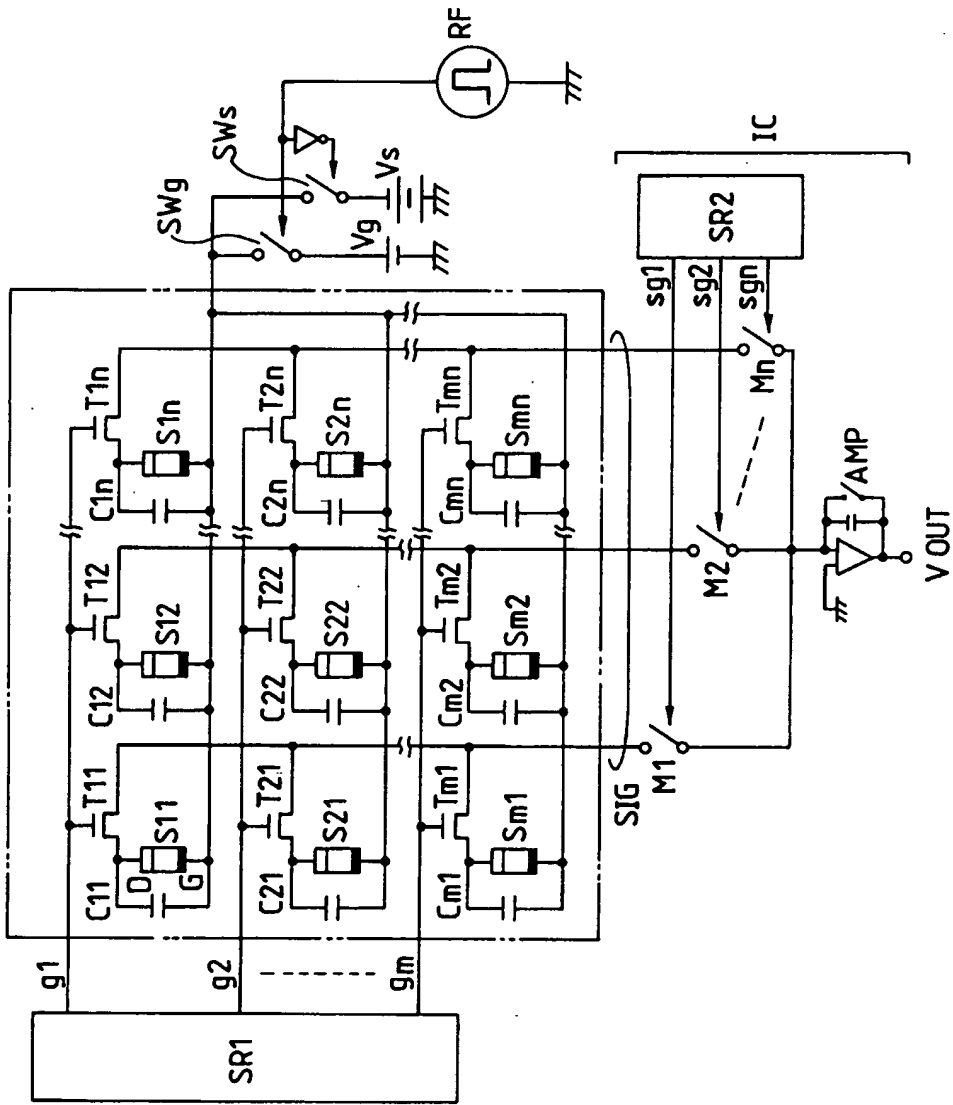 SR1
g1
g2
gm
C11
D
G
S11
T11
C12
S12
T12
C1n
S1n
T1n
C21
S21
T21
C22
S22
T22
C2n
S2n
T2n
Cm1
Sm1
Tm1
Cm2
Sm2
Tm2
Cmn
Smn
Tmn
SWg
SWs
Vg
Vs
RF
SIG
M1
M2
Mn
sg1
sg2
sgn
SR2
IC
AMP
V OUT